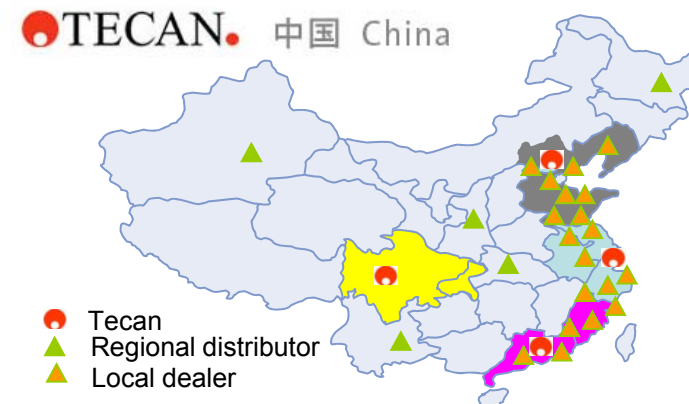 TECAN. 中国 China
Tecan
Regional distributor
Local dealer